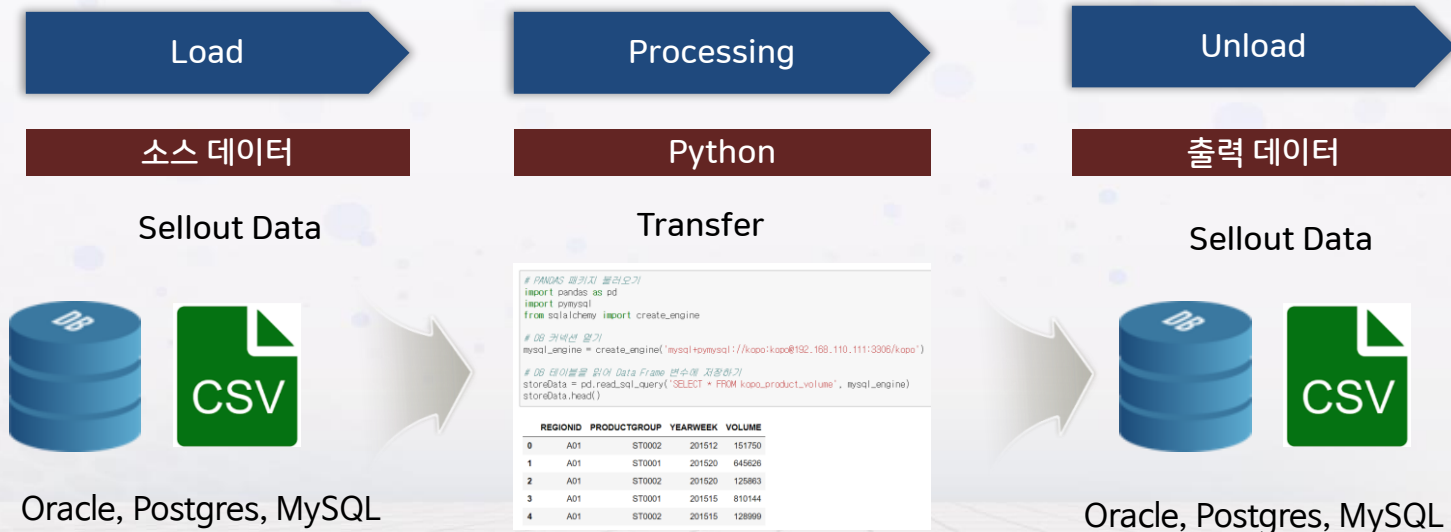 Load
Processing
Unload
소스 데이터
Python
출력 데이터
Sellout Data
Transfer
Sellout Data
DB
CSV
# PANDAS 패키지 불러오기
import pandas as pd
import pymysql
from sqlalchemy import create_engine
# DB 커넥션 열기
mysql_engine = create_engine('mysql+pymysql://kopo:kopo@192.168.110.111:3306/kopo')
# DB 테이블을 읽어 Data Frame 변수에 저장하기
storeData = pd.read_sql_query('SELECT * FROM kopo_product_volume', mysql_engine)
storeData.head()
REGIONID PRODUCTGROUP YEARWEEK VOLUME
0 A01 ST0002 201512 151750
1 A01 ST0001 201520 645626
2 A01 ST0002 201520 125863
3 A01 ST0001 201515 810144
4 A01 ST0002 201515 128999
DB
CSV
Oracle, Postgres, MySQL
Oracle, Postgres, MySQL